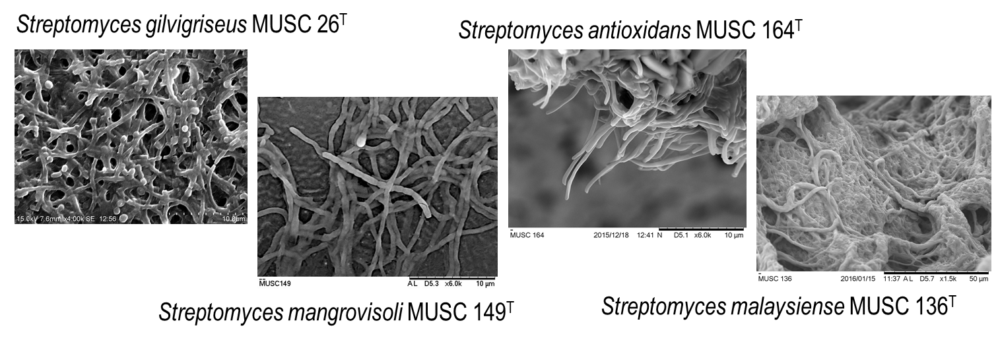 Streptomyces gilvigriseus MUSC 26T
Streptomyces antioxidans MUSC 164T
15.0kV 7.6mm x4.00k SE 12:56 10.0µm
MUSC 164 2015/12/18 12:41 N D5.1 x6.0k 10 µm
MUSC149 A L D5.3 x6.0k 10 µm
MUSC 136 2016/01/15 11:37 A L D5.7 x1.5k 50 µm
Streptomyces mangrovisoli MUSC 149T
Streptomyces malaysiense MUSC 136T